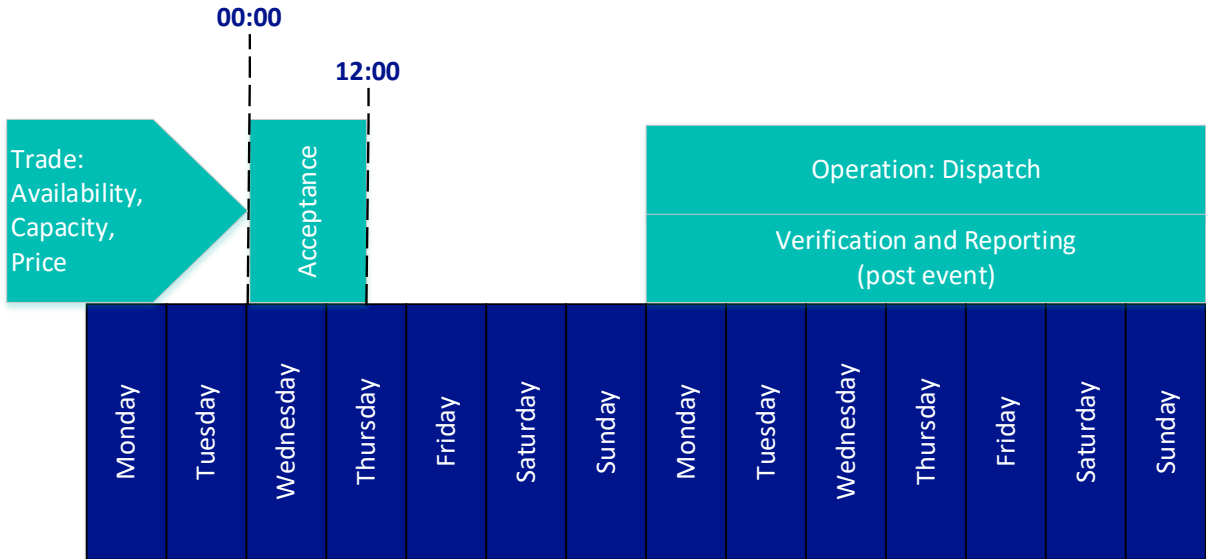 00:00
12:00
Trade:
Availability,
Capacity,
Price
Acceptance
Operation: Dispatch
Verification and Reporting
(post event)
Monday
Tuesday
Wednesday
Thursday
Friday
Saturday
Sunday
Monday
Tuesday
Wednesday
Thursday
Friday
Saturday
Sunday